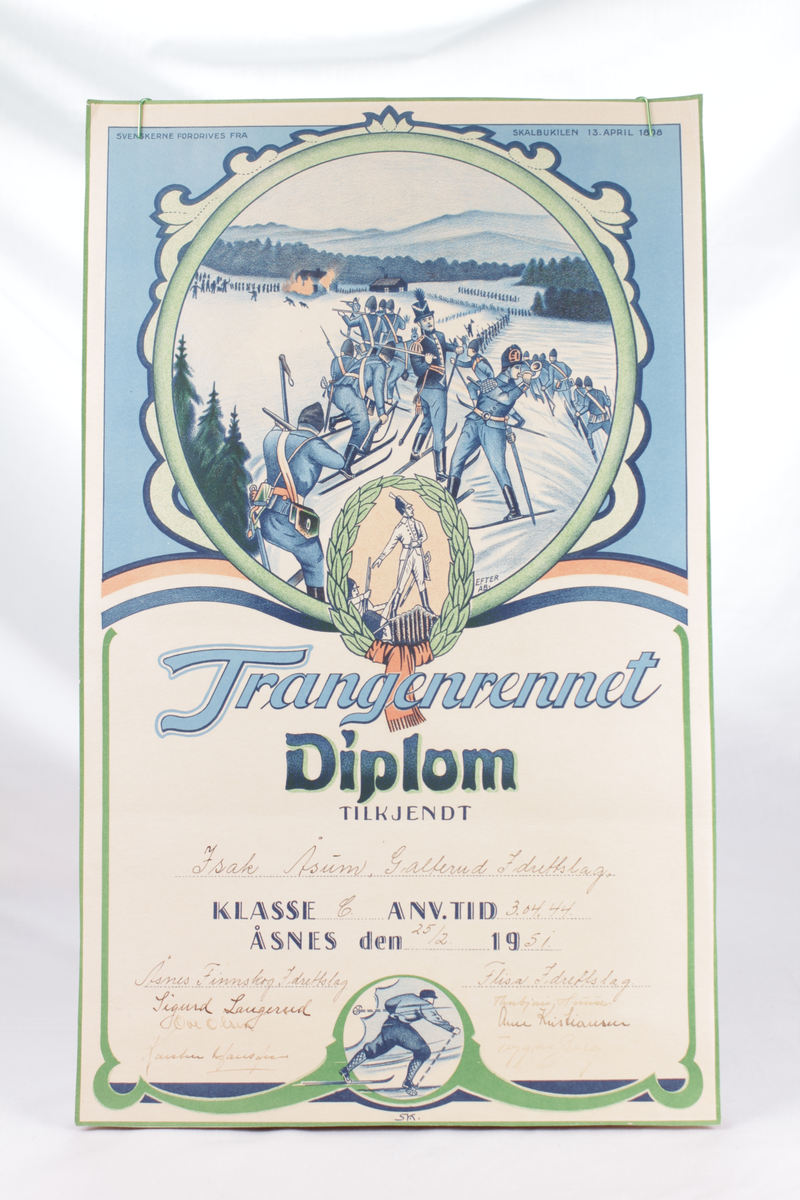 SVENSKERNE FORDRIVES FRA SKALBUKILEN 13. APRIL 1808
EFTER
AB.
Trangenrennet
Diplom
TILKJENDT
Isak Åsum, Galterud Idrettslag.
KLASSE C. ANV. TID 3.04,44
ÅSNES den 25/2 1951.
Åsnes Finnskog Idrettslag Flisa Idrettslag
Sigurd Langerud
Arne Kristiansen
SK.